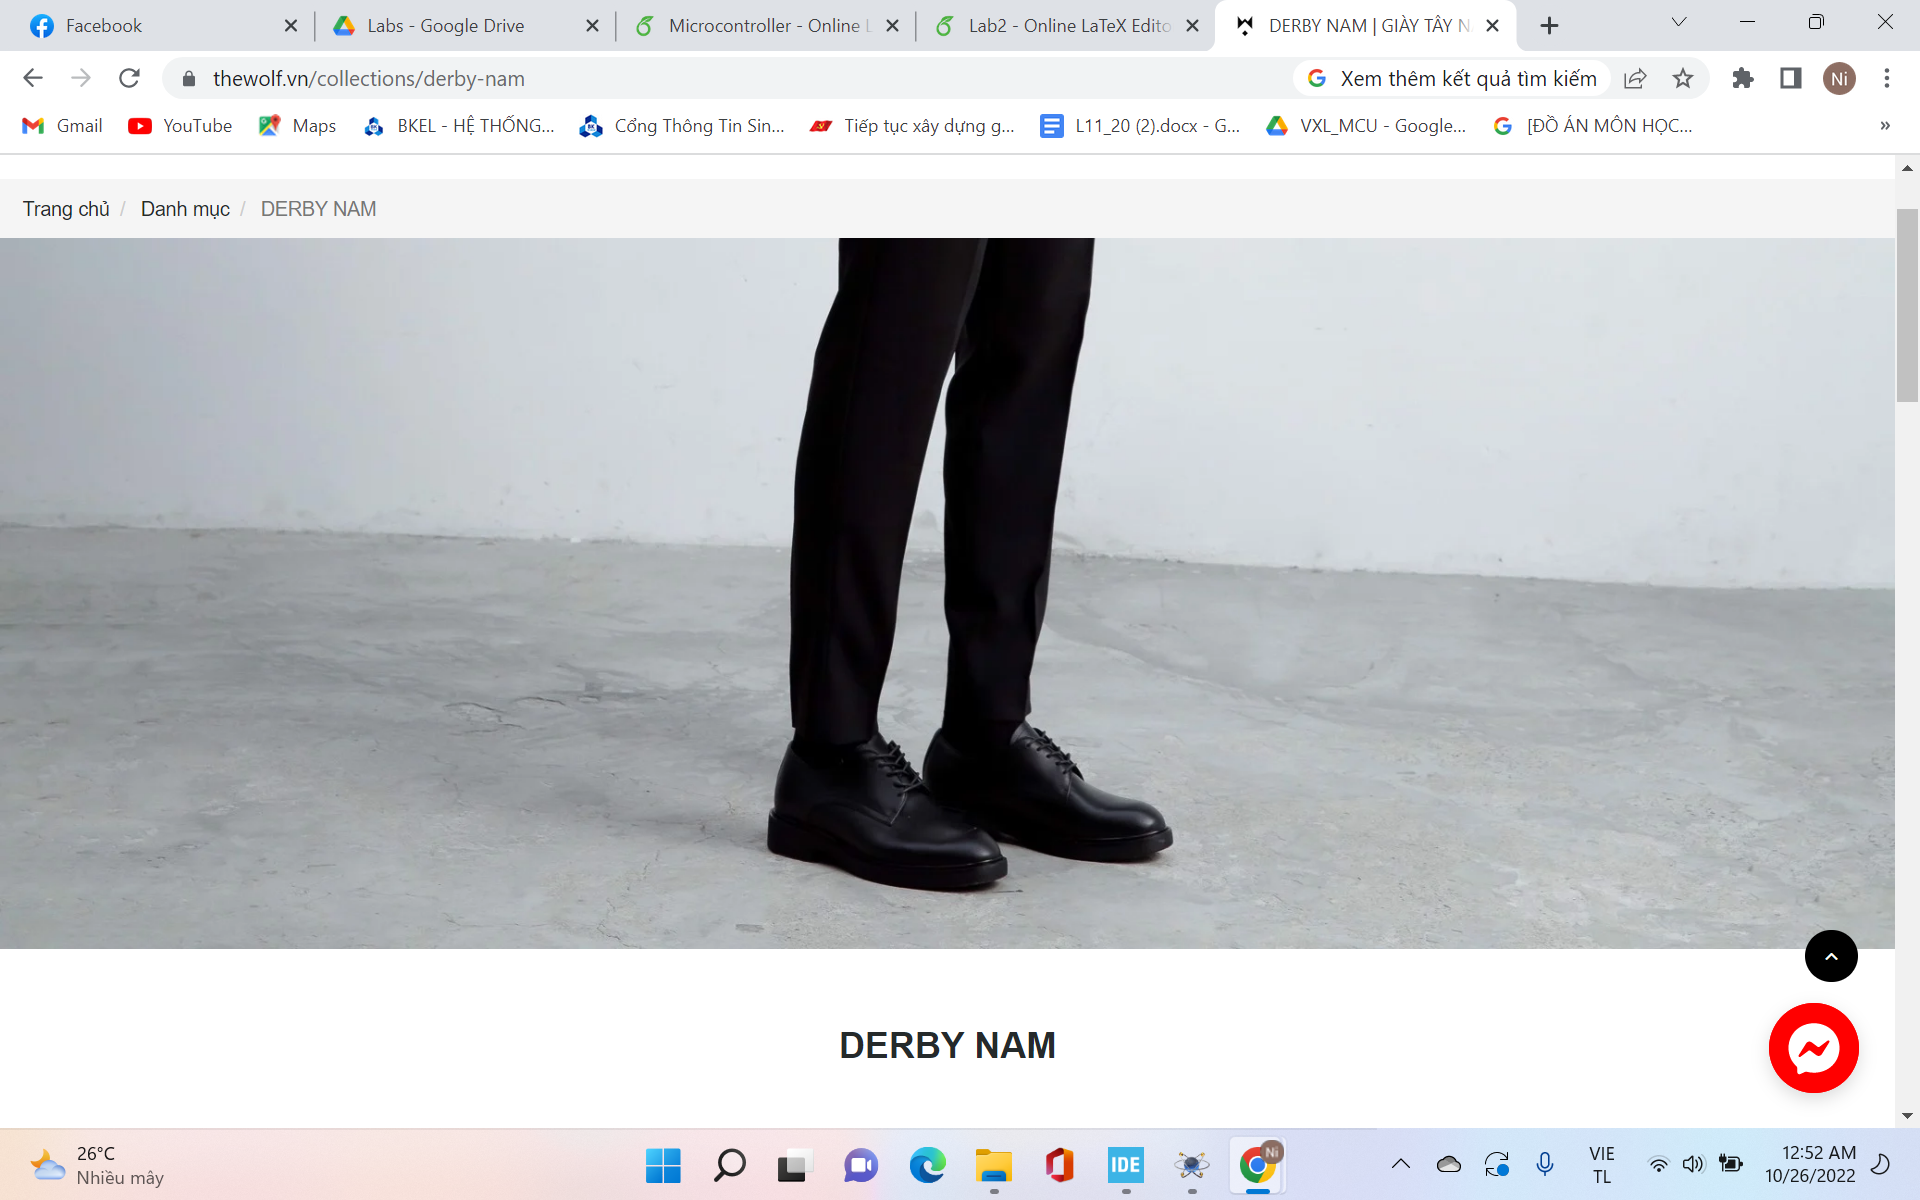 Facebook
Labs - Google Drive
Microcontroller - Online L
Lab2 - Online LaTeX Edito
DERBY NAM | GIÀY TÂY N
thewolf.vn/collections/derby-nam
Xem thêm kết quả tìm kiếm
Ni
Gmail
YouTube
Maps
BKEL - HỆ THỐNG...
Cổng Thông Tin Sin...
Tiếp tục xây dựng g...
L11_20 (2).docx - G...
VXL_MCU - Google...
[ĐỒ ÁN MÔN HỌC...
»
Trang chủ / Danh mục / DERBY NAM
DERBY NAM
26°C
Nhiều mây
IDE
Ni
VIE
TL
12:52 AM
10/26/2022